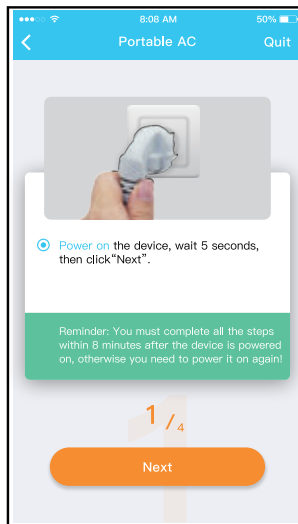 8:08 AM
50%
Portable AC
Quit
Power on the device, wait 5 seconds,
then click“Next”.
Reminder: You must complete all the steps
within 8 minutes after the device is powered
on, otherwise you need to power it on again!
1 / 4
Next